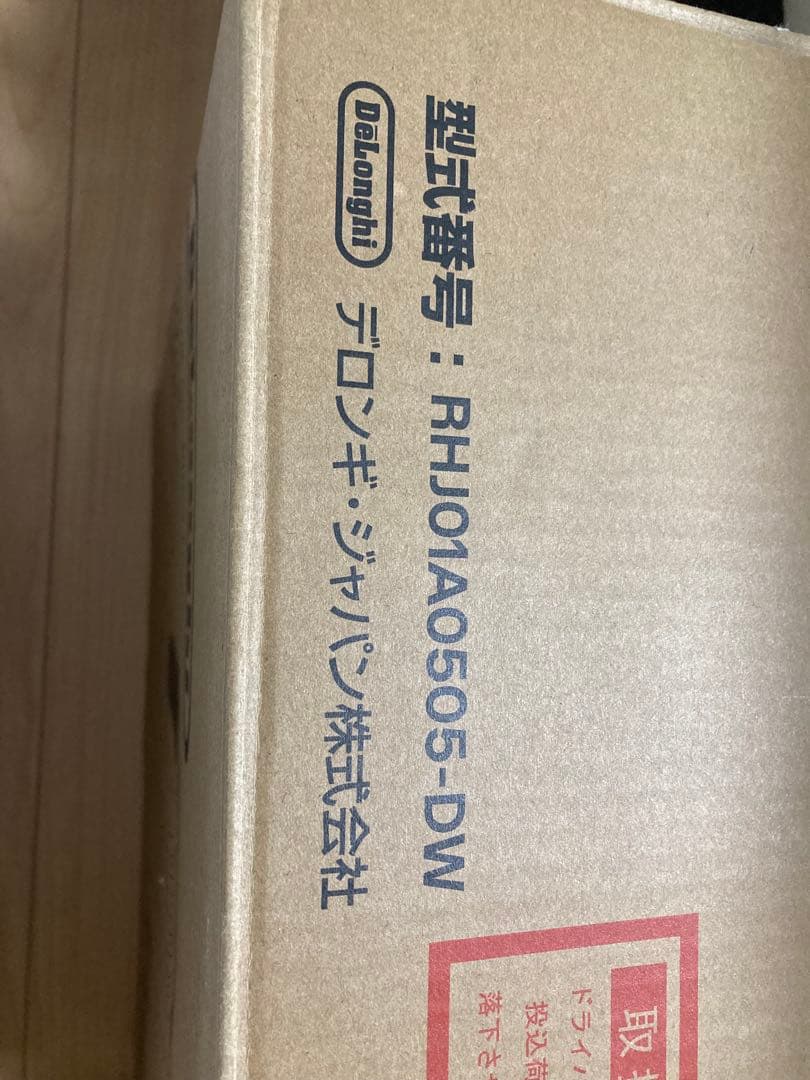 型式番号：RHJ01A0505-DW
DeLonghi デロンギ・ジャパン株式会社
取
ドライ
投込荷
落下さ